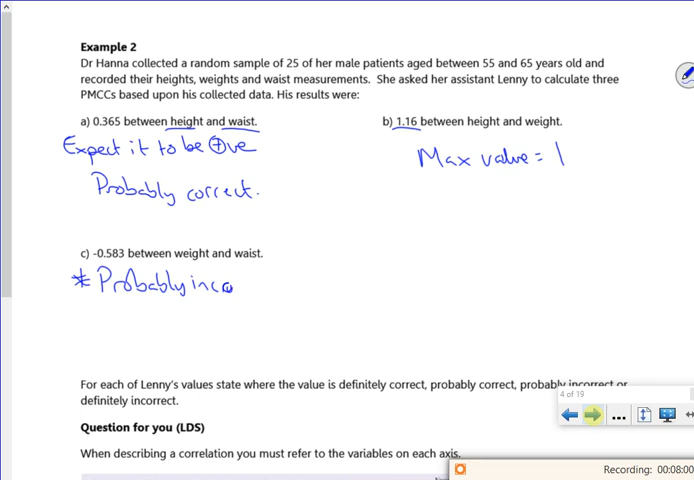 Example 2
Dr Hanna collected a random sample of 25 of her male patients aged between 55 and 65 years old and
recorded their heights, weights and waist measurements. She asked her assistant Lenny to calculate three
PMCCs based upon his collected data. His results were:
a) 0.365 between height and waist.
b) 1.16 between height and weight.
Expect it to be +ve
Max value = 1
Probably correct.
c) -0.583 between weight and waist.
* Probably inco
For each of Lenny's values state where the value is definitely correct, probably correct, probably incorrect or
definitely incorrect.
4 of 19
Question for you (LDS)
When describing a correlation you must refer to the variables on each axis.
Recording: 00:08:00